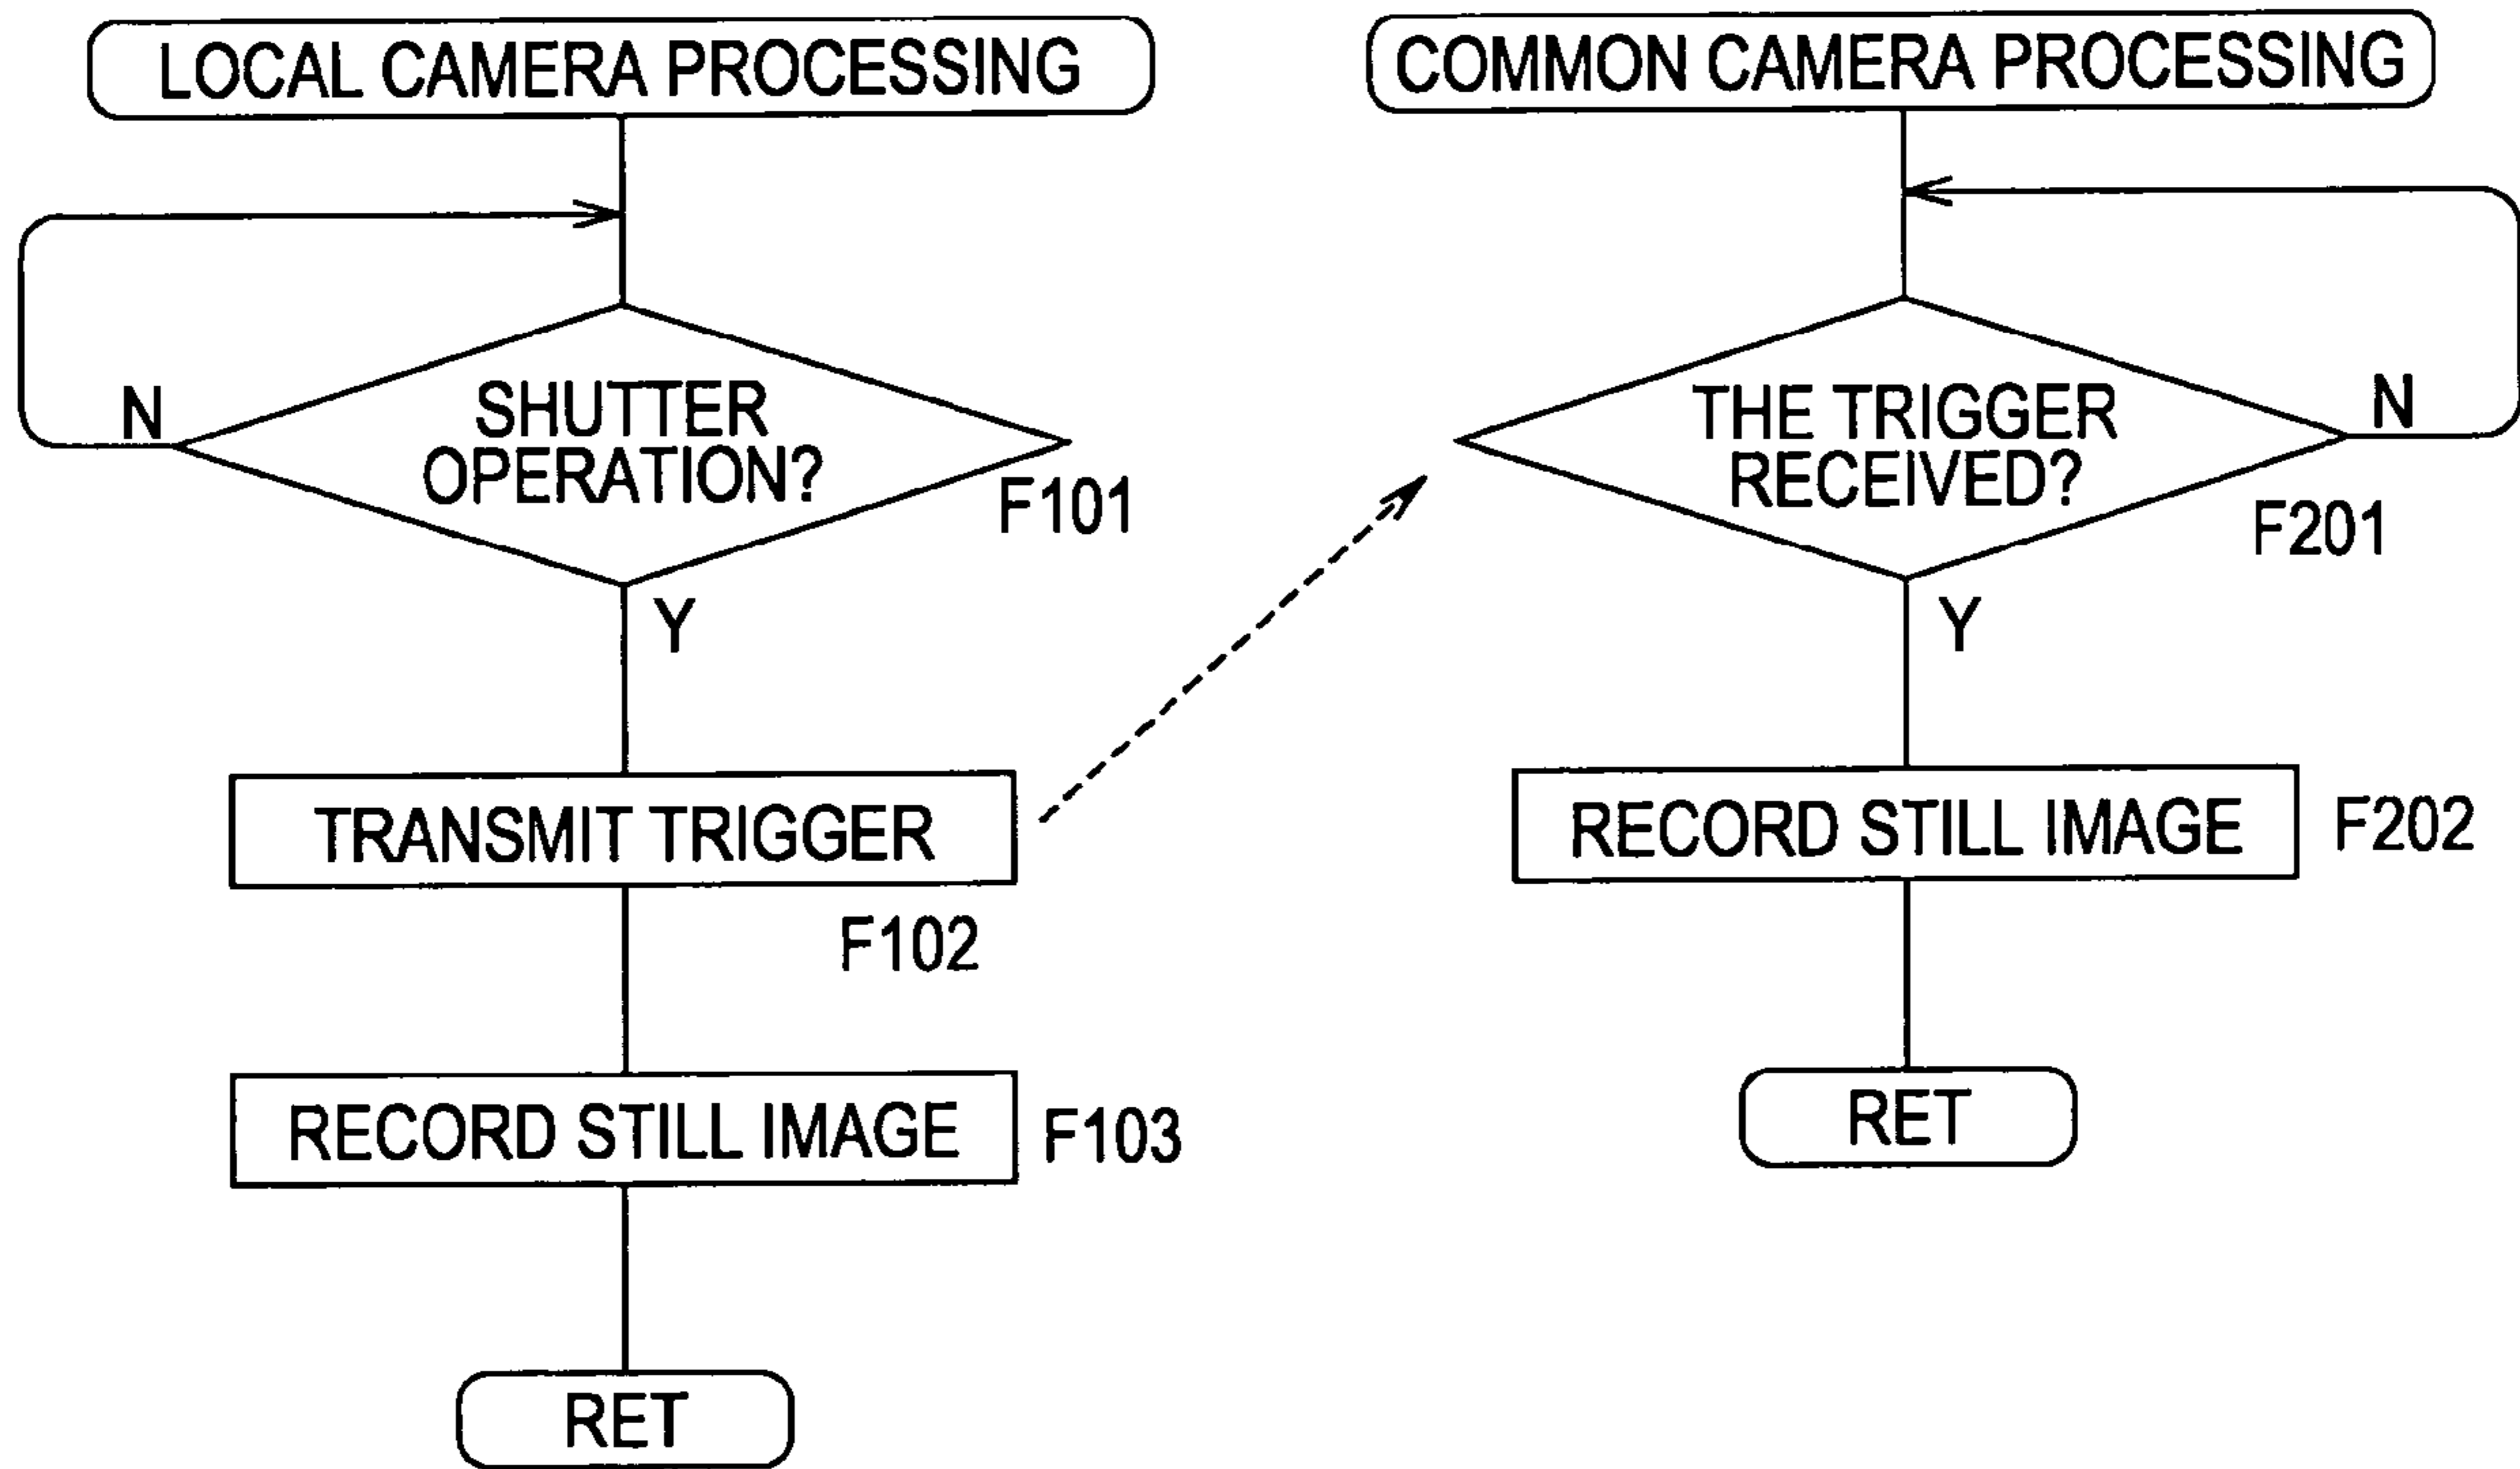 LOCAL CAMERA PROCESSING
N
SHUTTER
OPERATION?
F101
Y
TRANSMIT TRIGGER
F102
RECORD STILL IMAGE
F103
RET
COMMON CAMERA PROCESSING
THE TRIGGER
RECEIVED?
N
F201
Y
RECORD STILL IMAGE
F202
RET